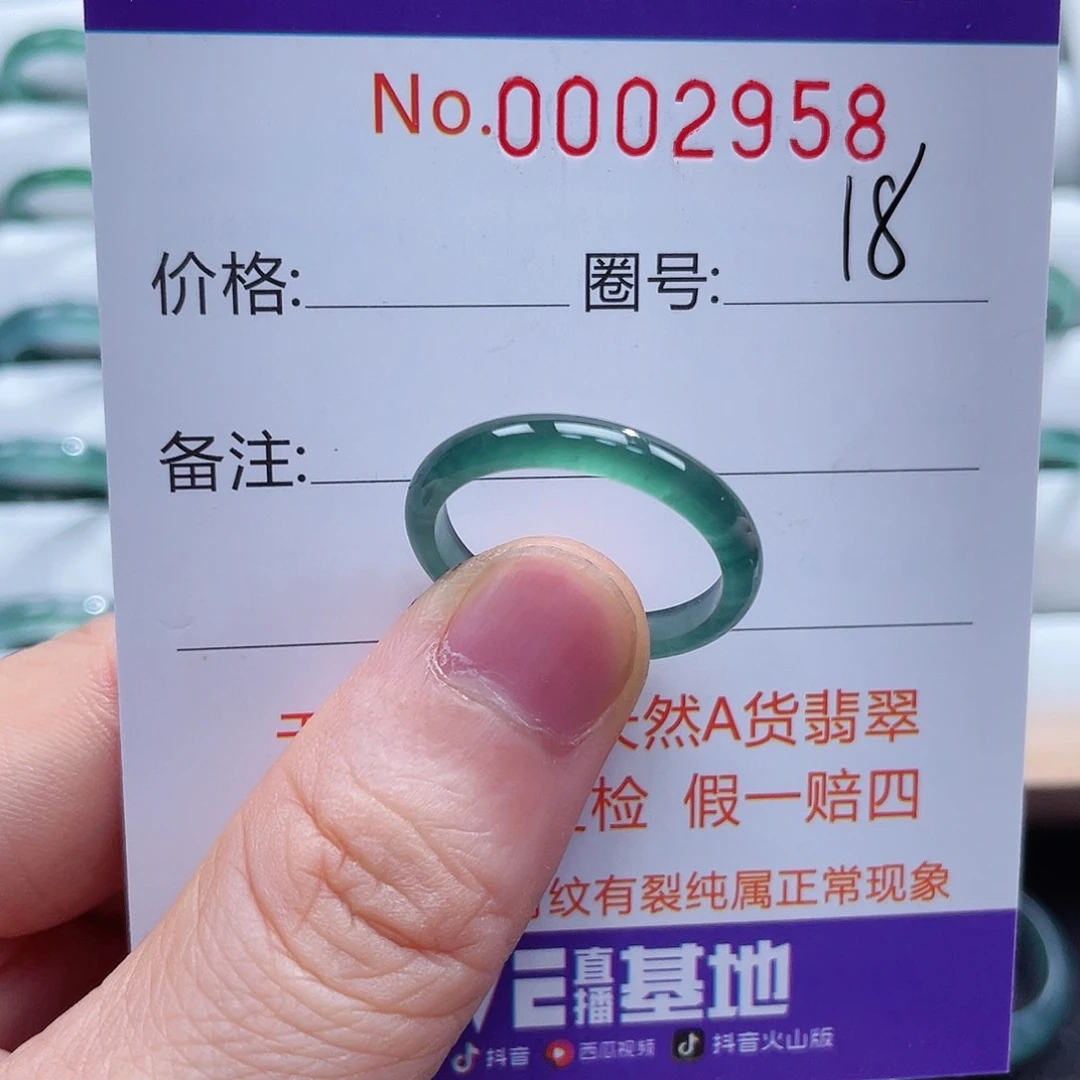 No.0002958
价格: 圈号: 18
备注:
然A货翡翠
检 假一赔四
纹有裂纯属正常现象
VE直播基地
抖音 西瓜视频 抖音火山版